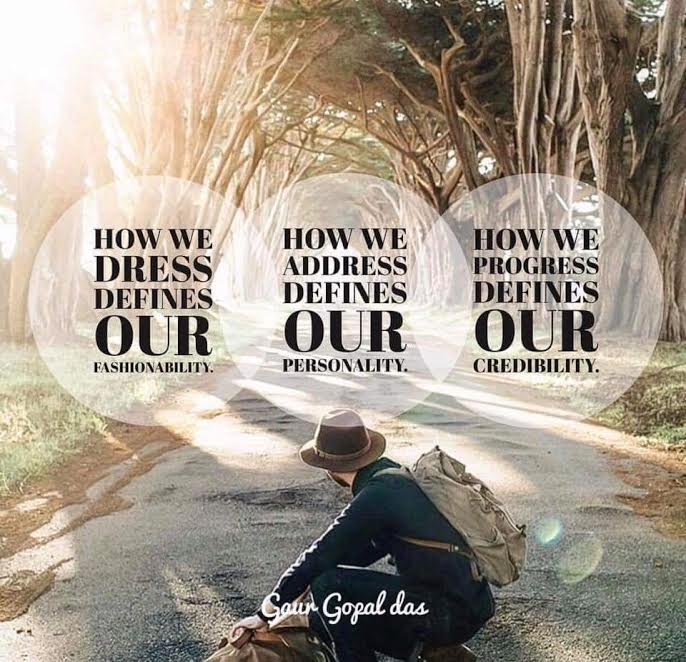 HOW WE
DRESS
DEFINES
OUR
FASHIONABILITY.
HOW WE
ADDRESS
DEFINES
OUR
PERSONALITY.
HOW WE
PROGRESS
DEFINES
OUR
CREDIBILITY.
Gaur Gopal das